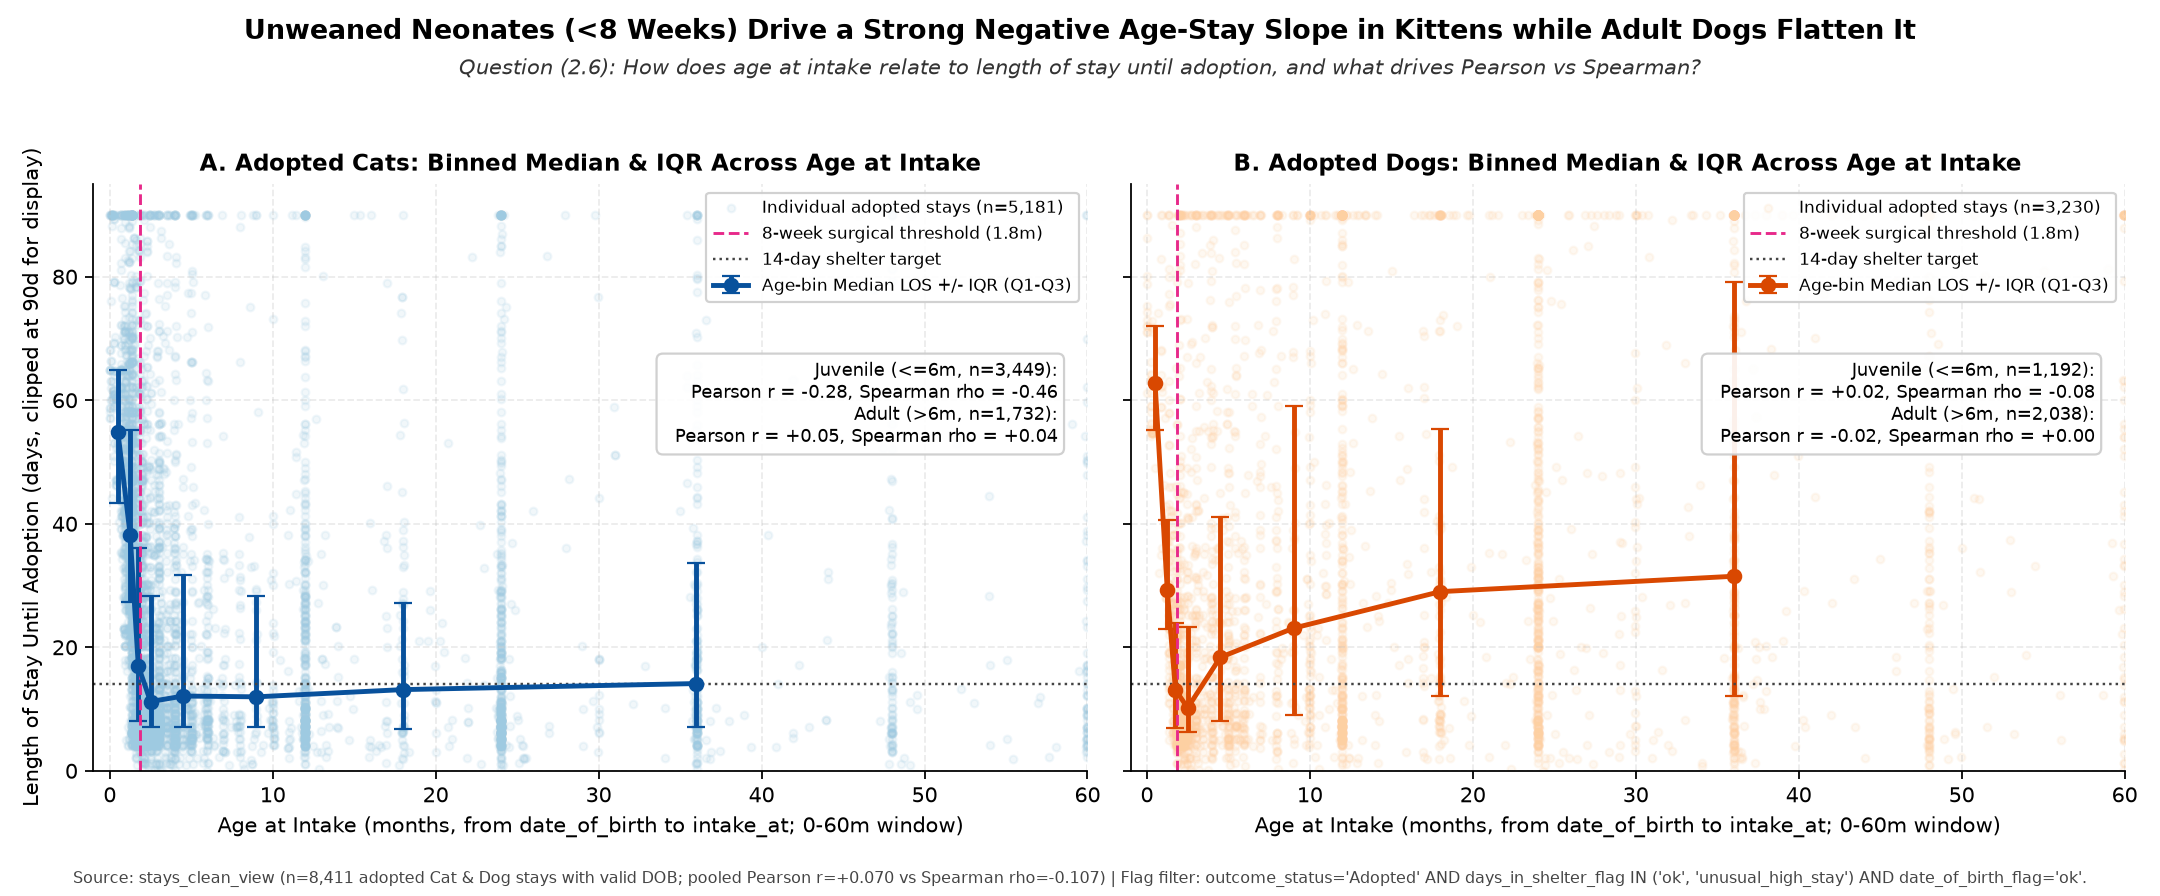 Unweaned Neonates (<8 Weeks) Drive a Strong Negative Age-Stay Slope in Kittens while Adult Dogs Flatten It
Question (2.6): How does age at intake relate to length of stay until adoption, and what drives Pearson vs Spearman?
A. Adopted Cats: Binned Median & IQR Across Age at Intake
Length of Stay Until Adoption (days, clipped at 90d for display)
80
60
40
20
0
Individual adopted stays (n=5,181)
8-week surgical threshold (1.8m)
14-day shelter target
Age-bin Median LOS +/- IQR (Q1-Q3)
Juvenile (<=6m, n=3,449):
Pearson r = -0.28, Spearman rho = -0.46
Adult (>6m, n=1,732):
Pearson r = +0.05, Spearman rho = +0.04
0 10 20 30 40 50 60
Age at Intake (months, from date_of_birth to intake_at; 0-60m window)
B. Adopted Dogs: Binned Median & IQR Across Age at Intake
Individual adopted stays (n=3,230)
8-week surgical threshold (1.8m)
14-day shelter target
Age-bin Median LOS +/- IQR (Q1-Q3)
Juvenile (<=6m, n=1,192):
Pearson r = +0.02, Spearman rho = -0.08
Adult (>6m, n=2,038):
Pearson r = -0.02, Spearman rho = +0.00
0 10 20 30 40 50 60
Age at Intake (months, from date_of_birth to intake_at; 0-60m window)
Source: stays_clean_view (n=8,411 adopted Cat & Dog stays with valid DOB; pooled Pearson r=+0.070 vs Spearman rho=-0.107) | Flag filter: outcome_status='Adopted' AND days_in_shelter_flag IN ('ok', 'unusual_high_stay') AND date_of_birth_flag='ok'.